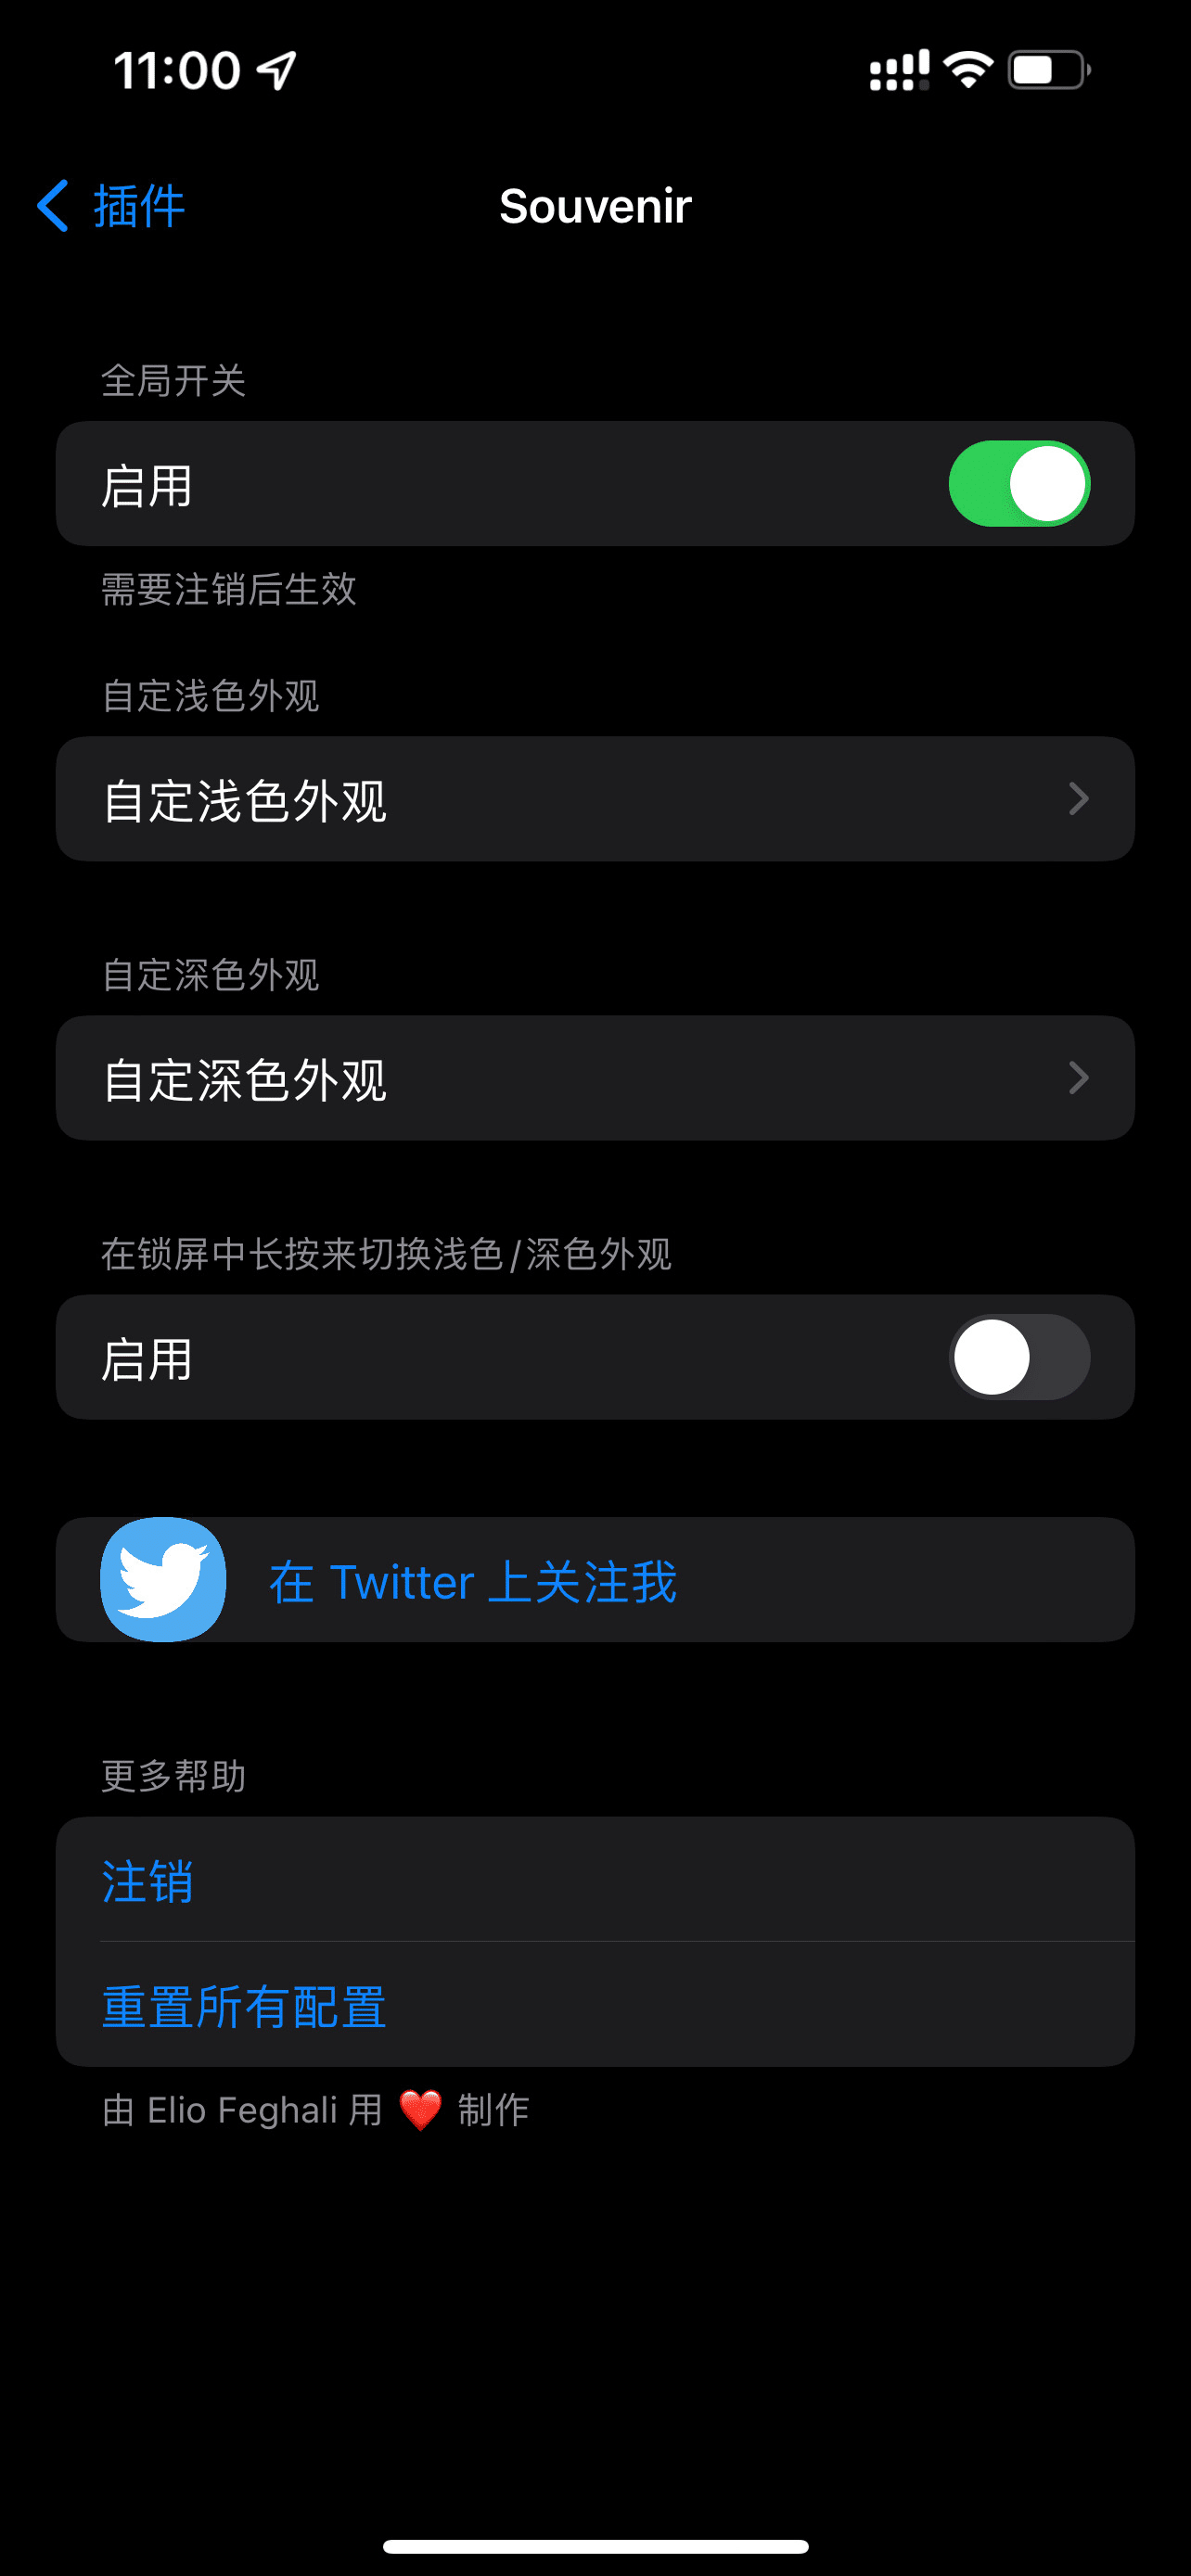 11:00
插件
Souvenir
全局开关
启用
需要注销后生效
自定浅色外观
自定浅色外观
自定深色外观
自定深色外观
在锁屏中长按来切换浅色/深色外观
启用
在 Twitter 上关注我
更多帮助
注销
重置所有配置
由 Elio Feghali 用 ❤️ 制作